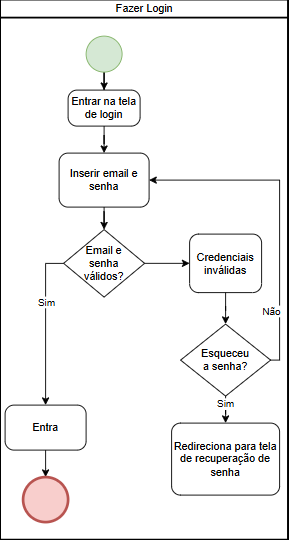 Fazer Login
Entrar na tela
de login
Inserir email e
senha
Email e
senha
válidos?
Credenciais
inválidas
Sim
Não
Esqueceu
a senha?
Sim
Entra
Redireciona para tela
de recuperação de
senha